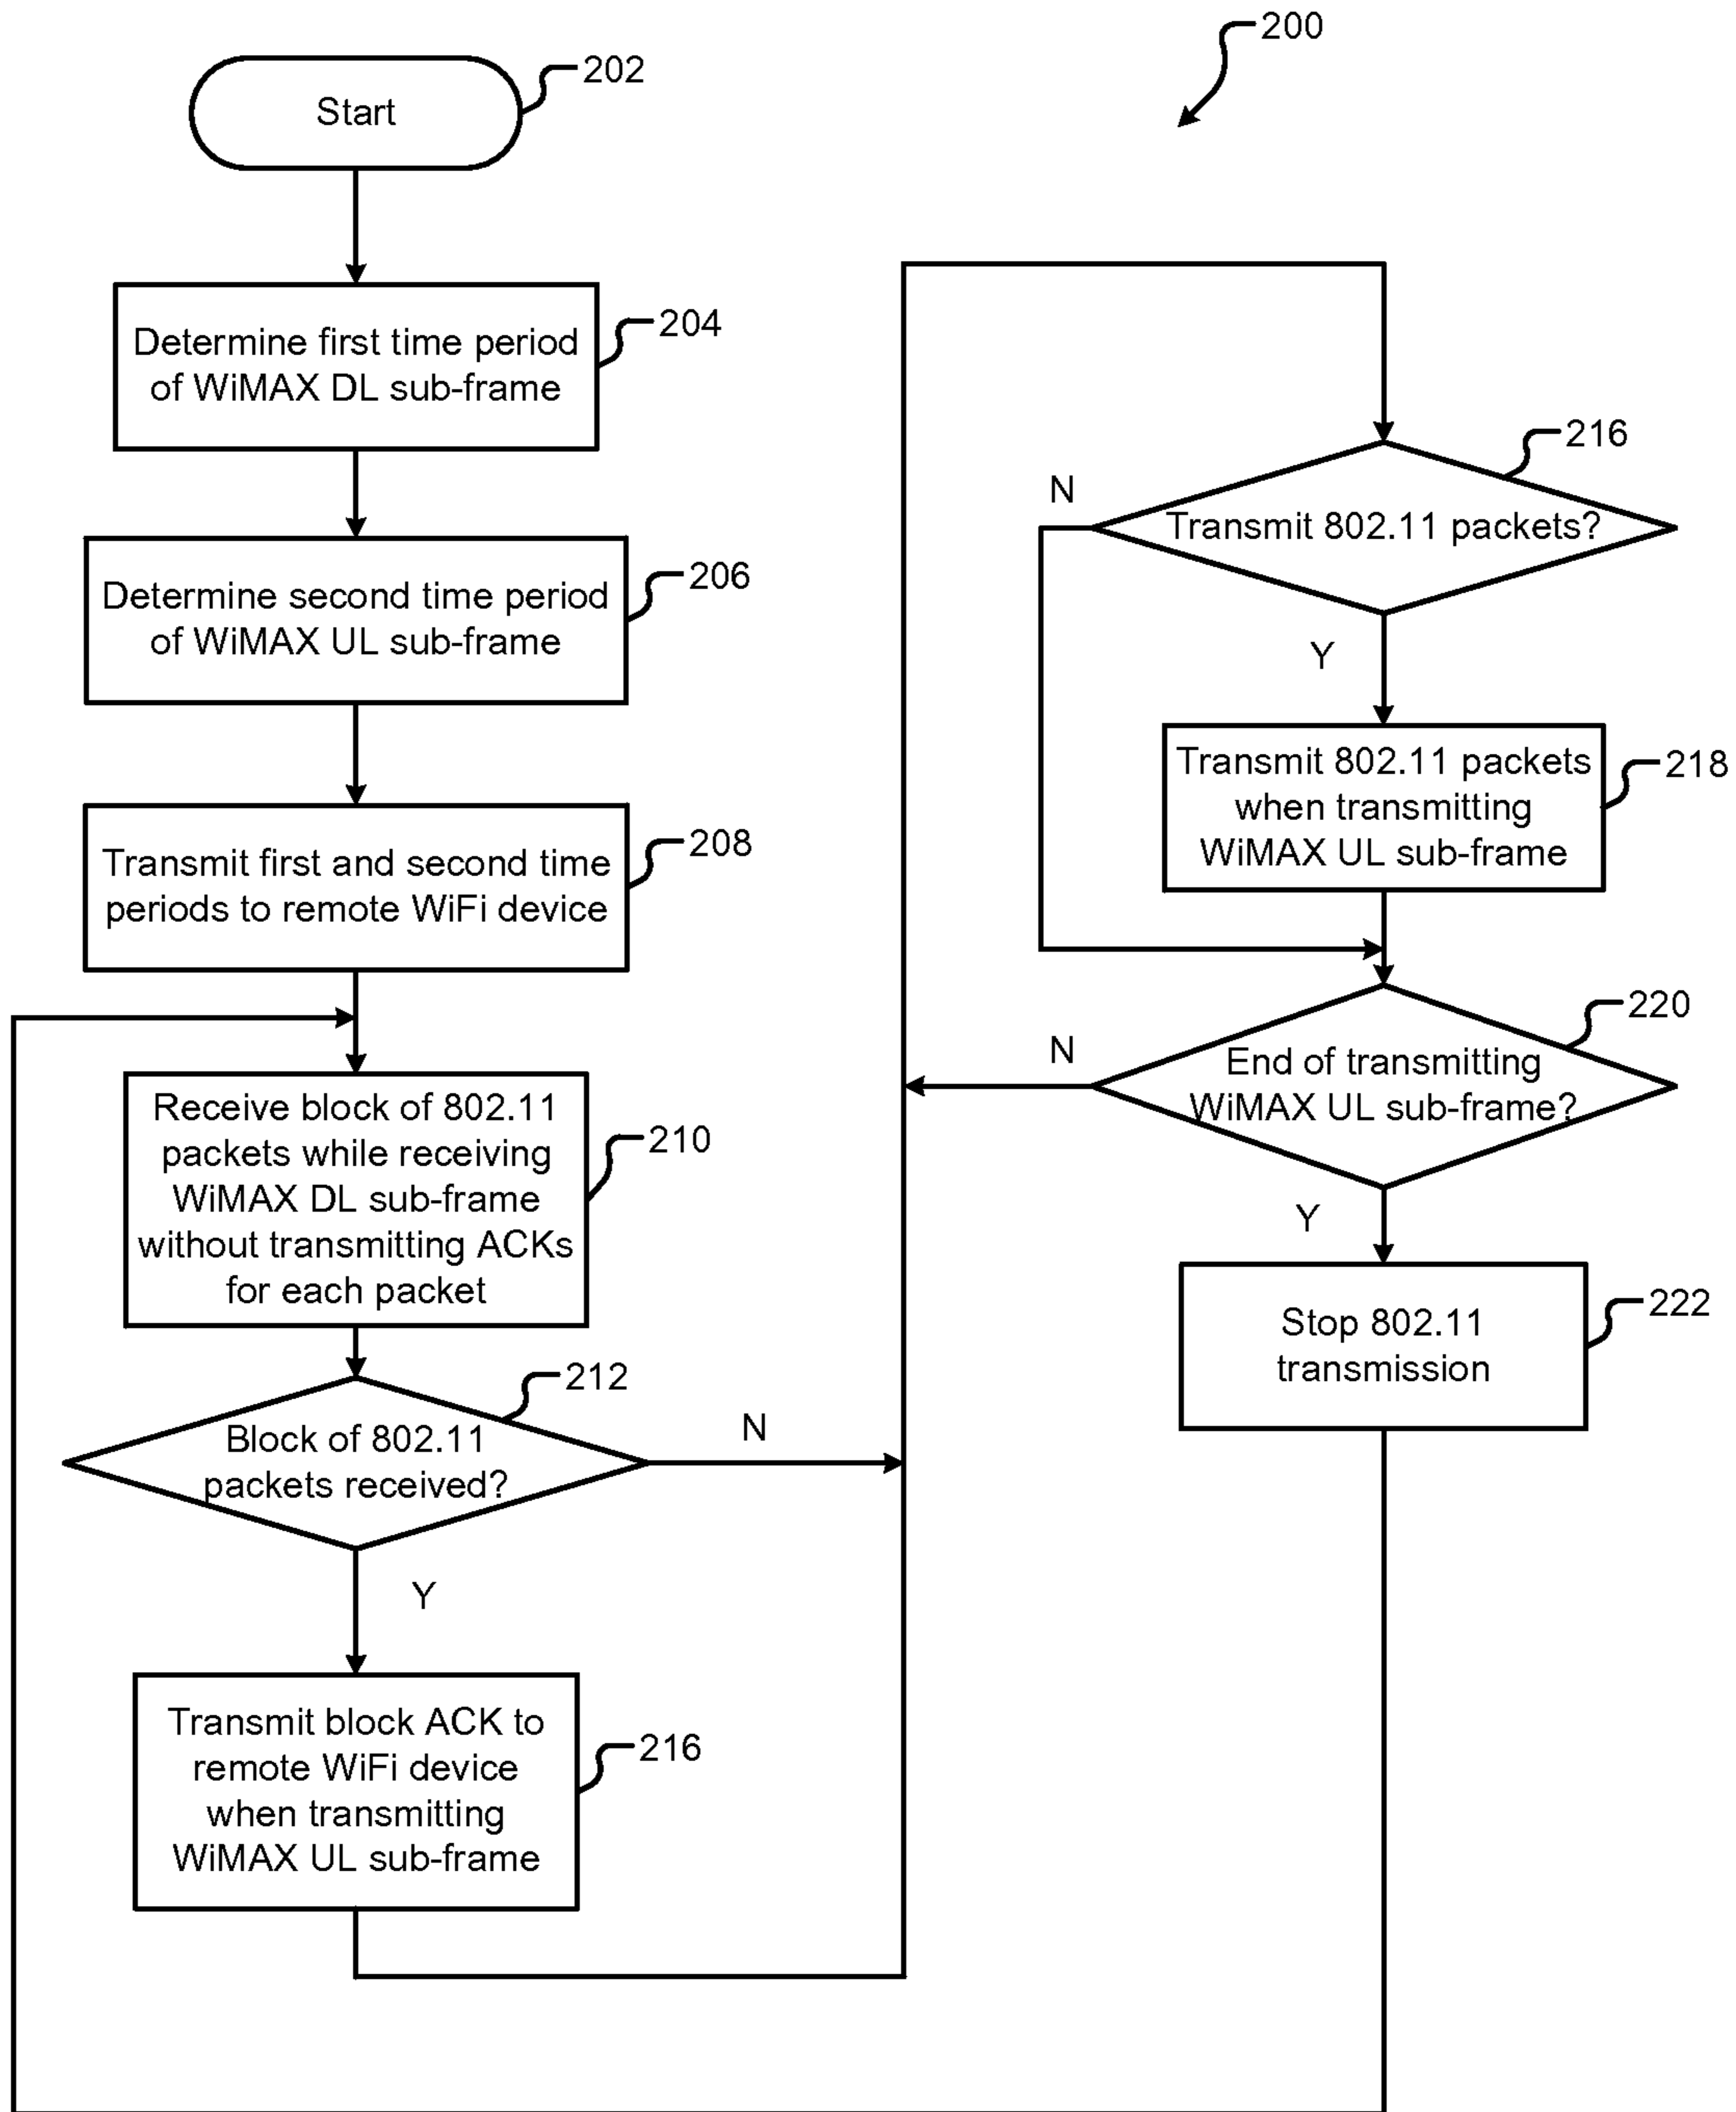 200
Start
202
Determine first time period
of WiMAX DL sub-frame
204
Determine second time period
of WiMAX UL sub-frame
206
Transmit first and second time
periods to remote WiFi device
208
Receive block of 802.11
packets while receiving
WiMAX DL sub-frame
without transmitting ACKs
for each packet
210
Block of 802.11
packets received?
212
N
Y
Transmit block ACK to
remote WiFi device
when transmitting
WiMAX UL sub-frame
216
Transmit 802.11 packets?
216
N
Y
Transmit 802.11 packets
when transmitting
WiMAX UL sub-frame
218
End of transmitting
WiMAX UL sub-frame?
220
N
Y
Stop 802.11
transmission
222